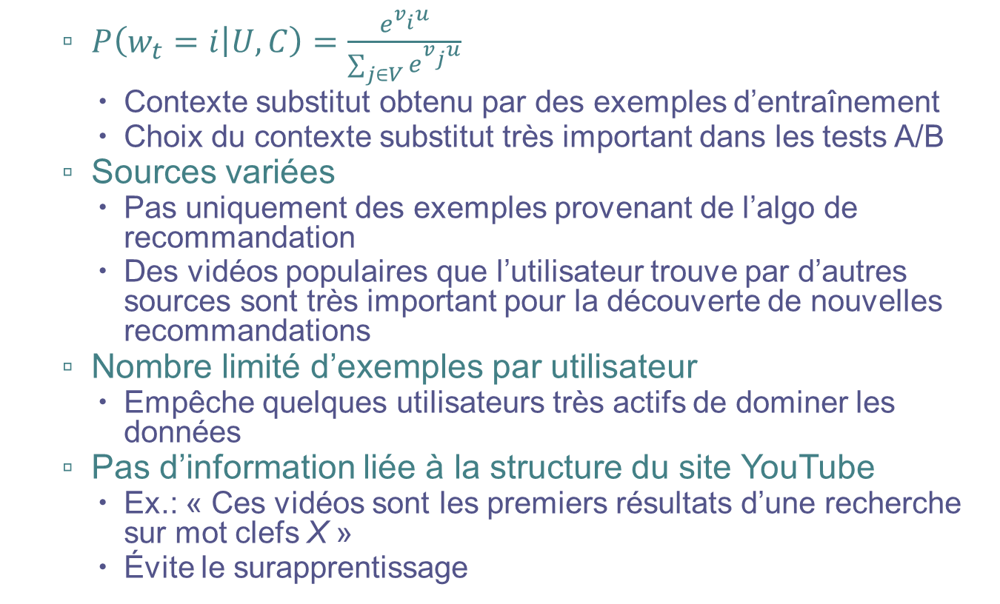 ▫ P(w_t = i|U, C) = e^{v_i u} / ∑_{j∈V} e^{v_j u}
• Contexte substitut obtenu par des exemples d’entraînement
• Choix du contexte substitut très important dans les tests A/B
▫ Sources variées
• Pas uniquement des exemples provenant de l’algo de
recommandation
• Des vidéos populaires que l’utilisateur trouve par d’autres
sources sont très important pour la découverte de nouvelles
recommandations
▫ Nombre limité d’exemples par utilisateur
• Empêche quelques utilisateurs très actifs de dominer les
données
▫ Pas d’information liée à la structure du site YouTube
• Ex.: « Ces vidéos sont les premiers résultats d’une recherche
sur mot clefs X »
• Évite le surapprentissage